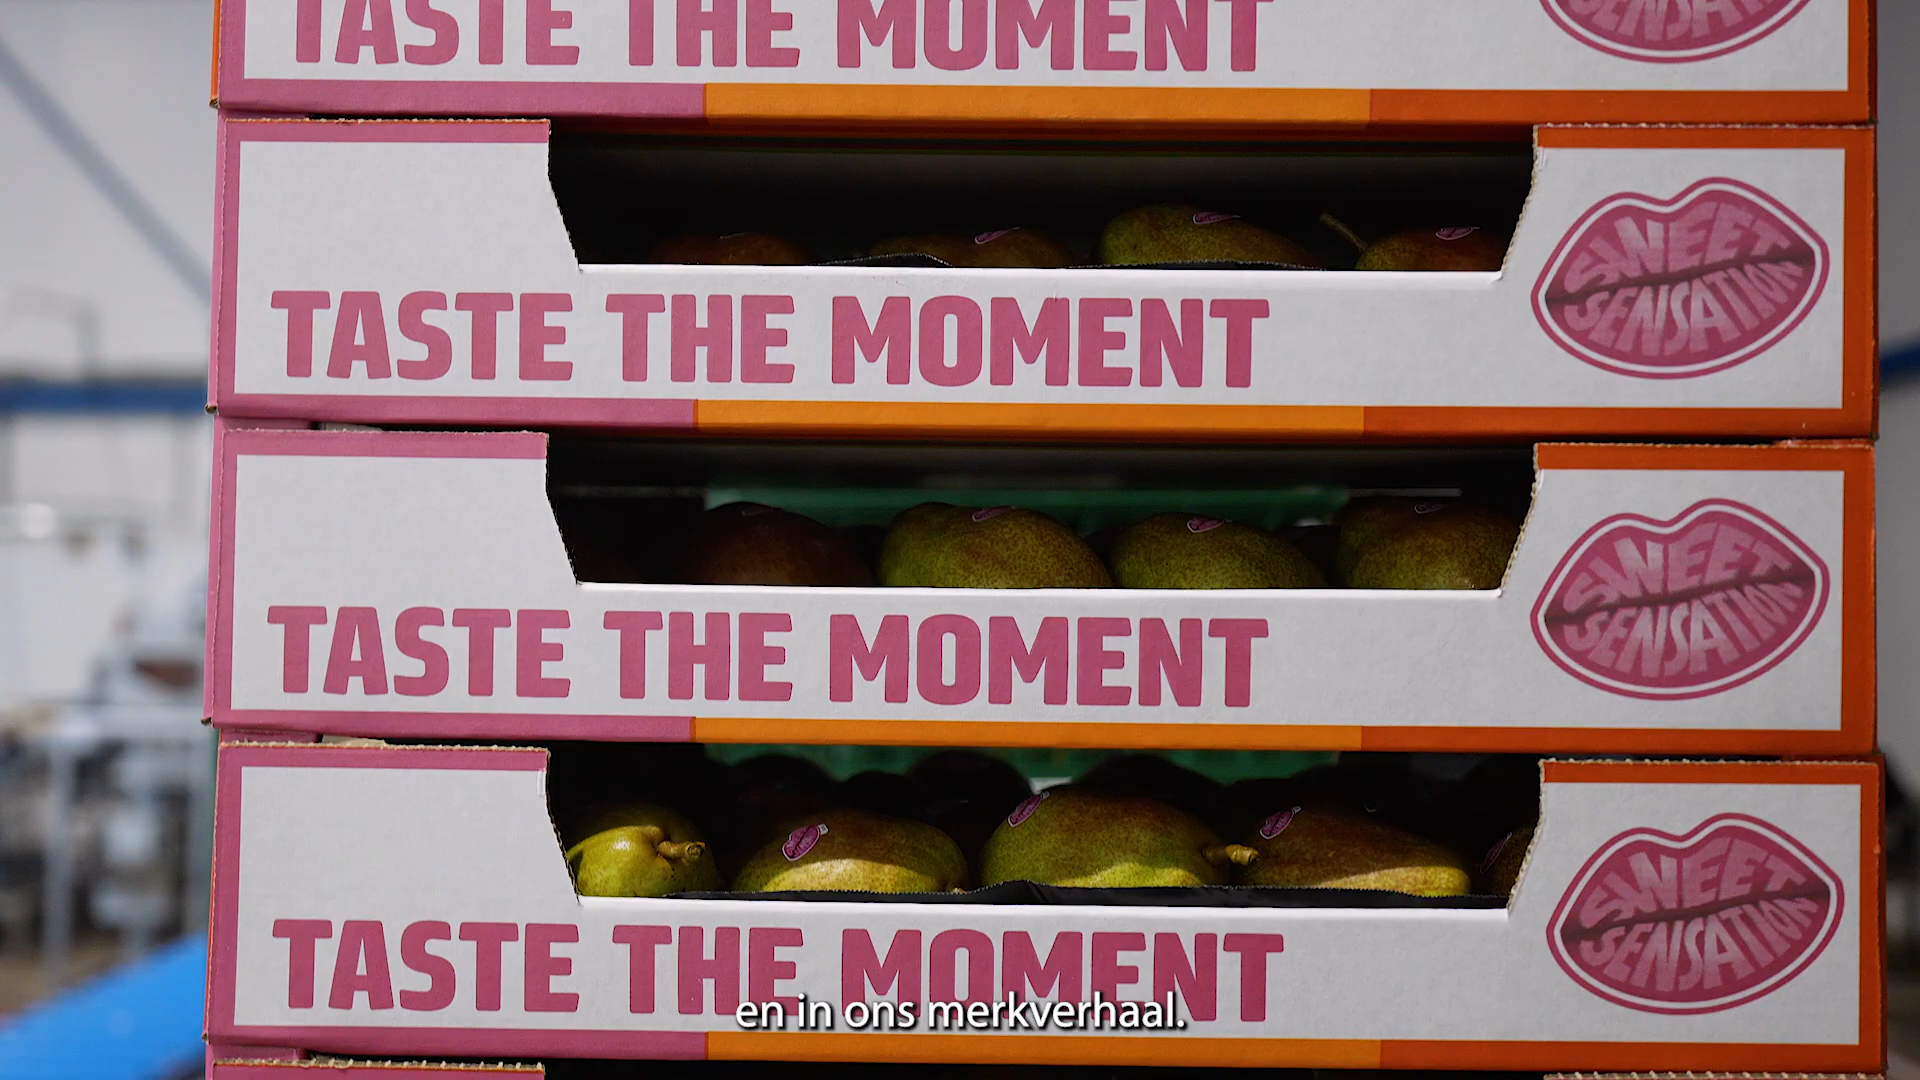 TASTE THE MOMENT
SENSATION
SWEET
SENSATION
TASTE THE MOMENT
SWEET
SENSATION
TASTE THE MOMENT
SWEET
SENSATION
TASTE THE MOMENT
en in ons merkverhaal.